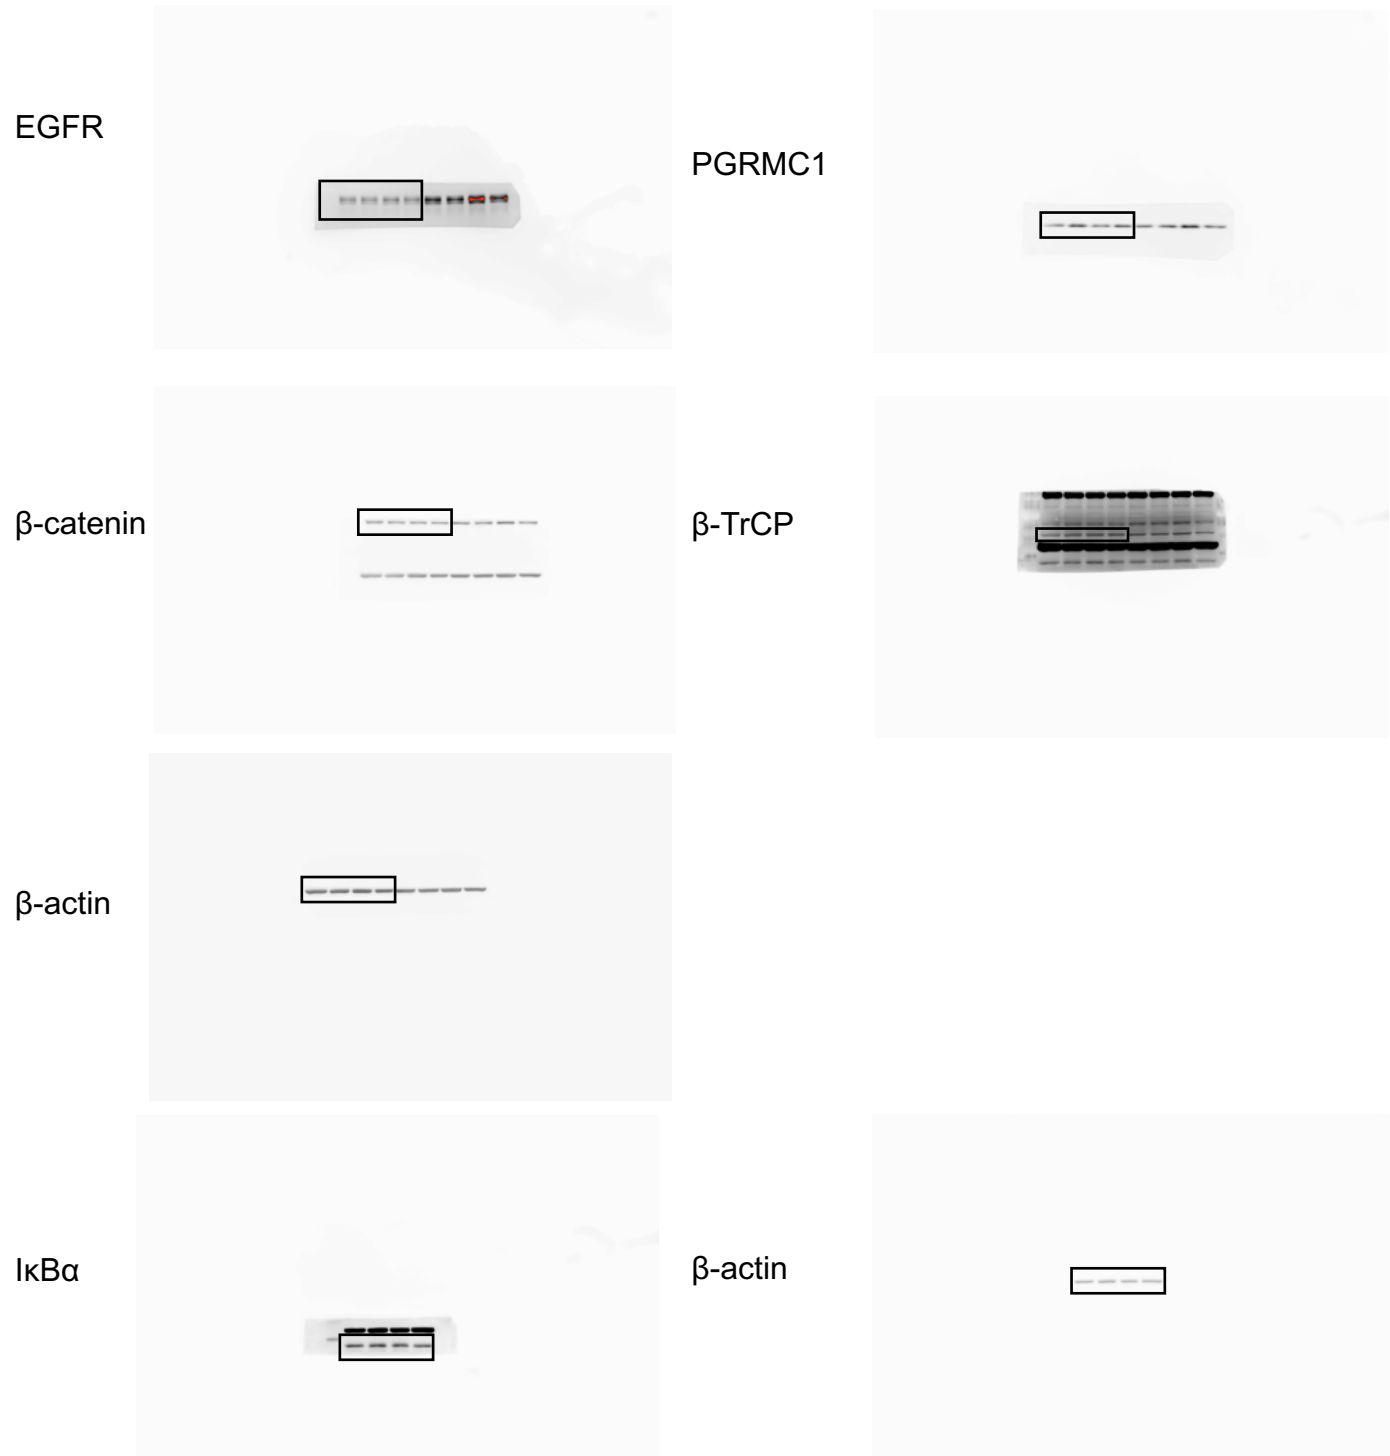 EGFR
PGRMC1
β-catenin
β-TrCP
β-actin
IκBα
β-actin